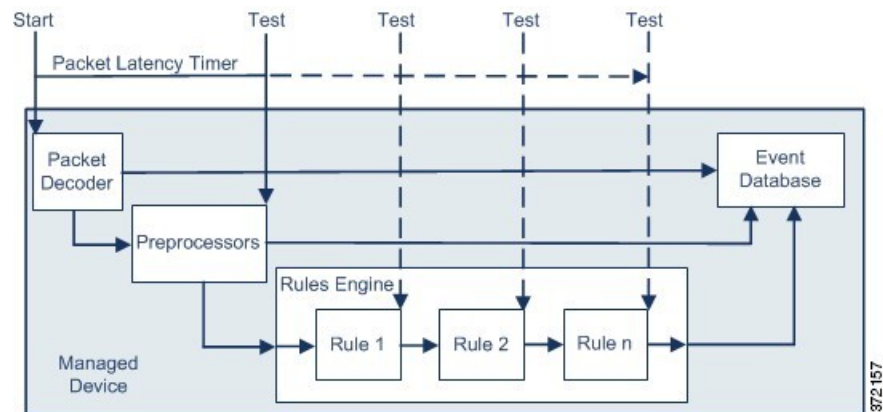 Start
Test
Test
Test
Test
Packet Latency Timer
Packet
Decoder
Event
Database
Preprocessors
Rules Engine
Rule 1
Rule 2
Rule n
Managed
Device
372157